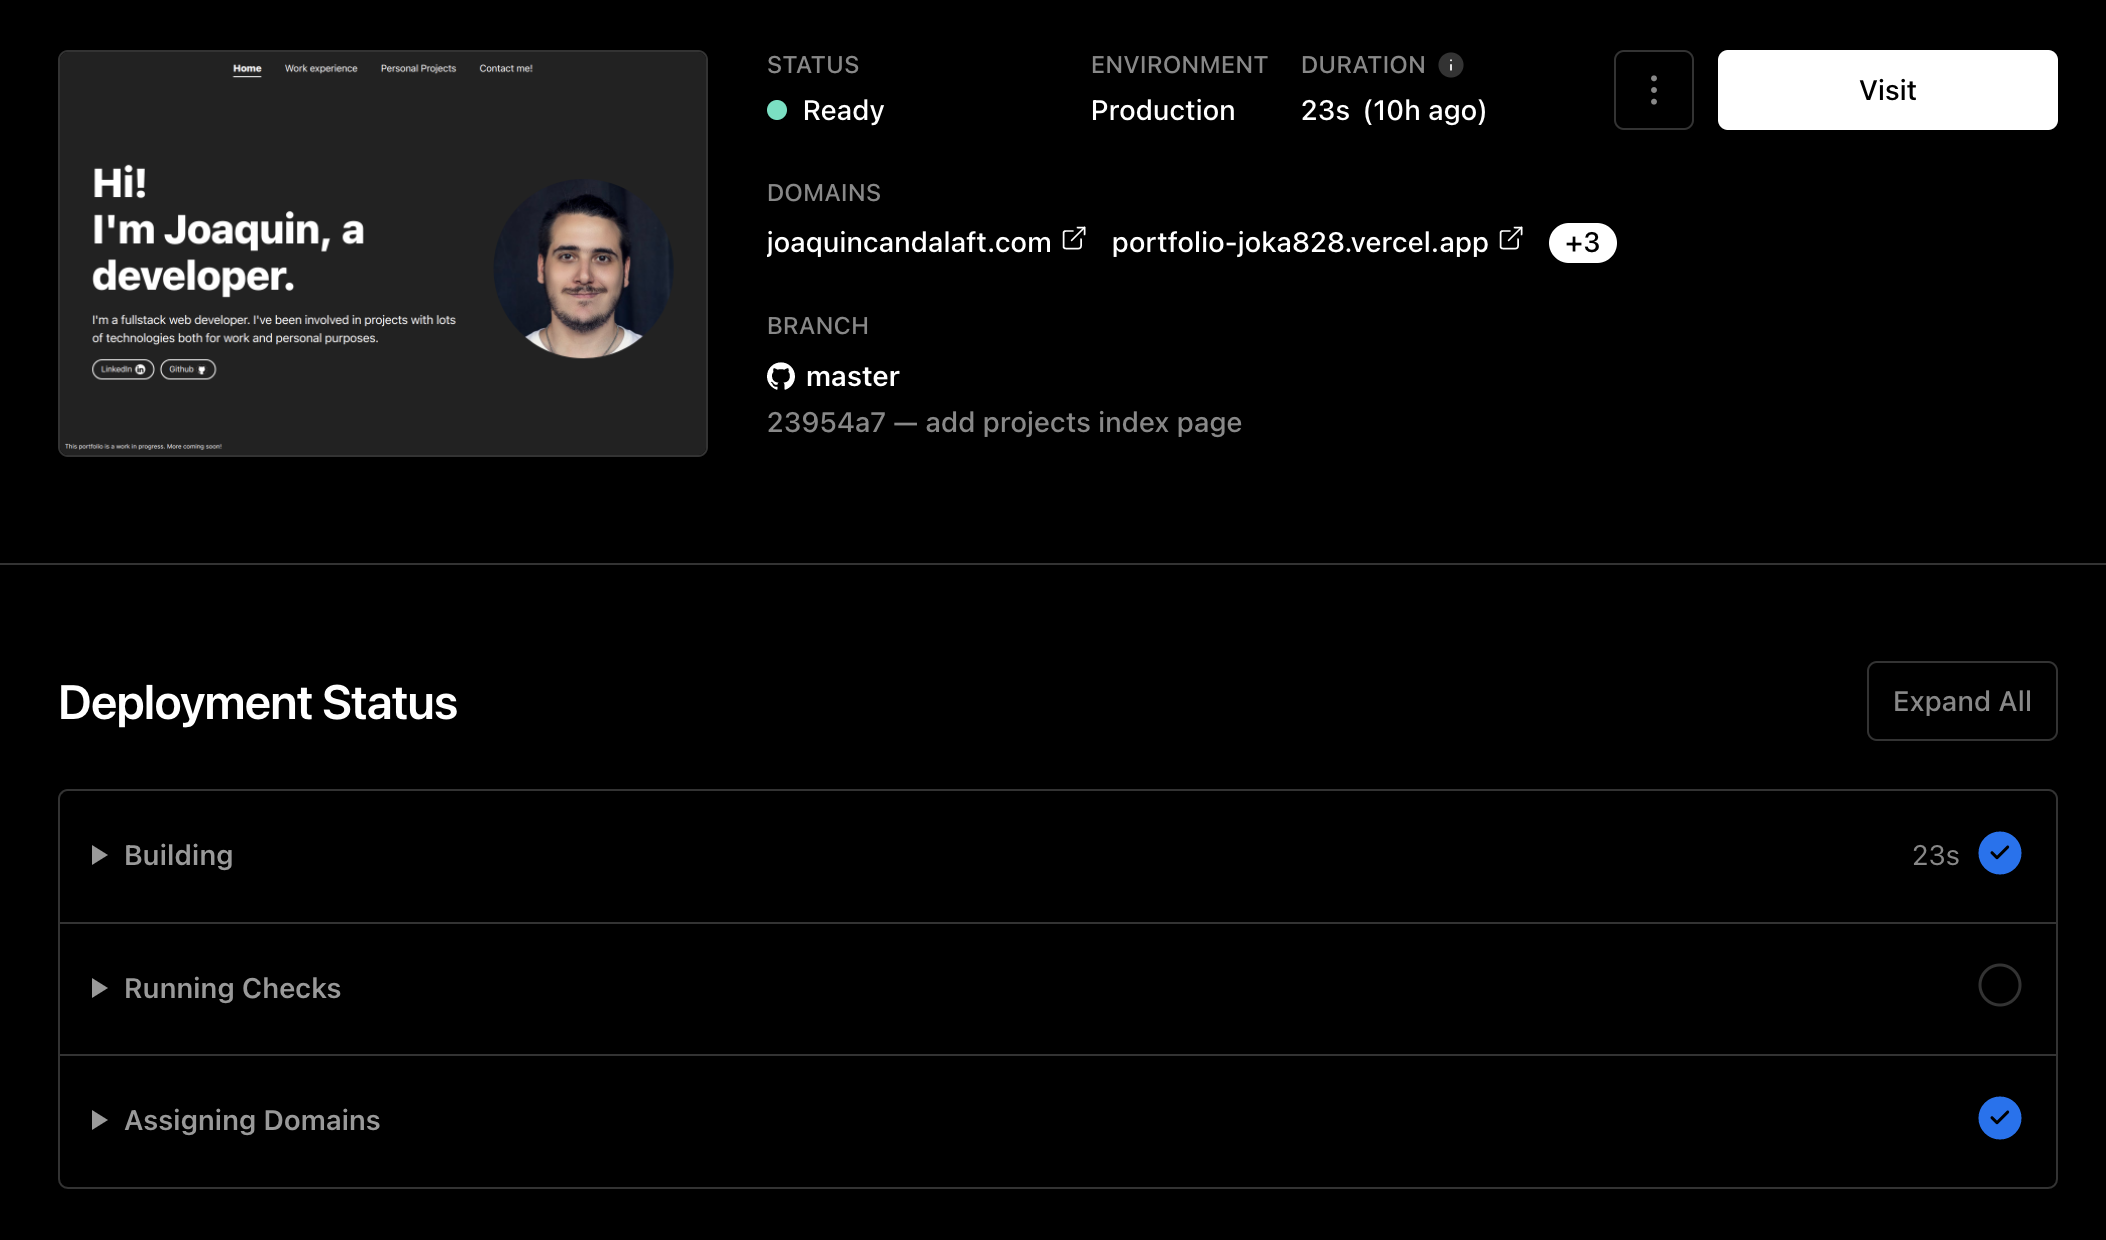 Home Work experience Personal Projects Contact me!
Hi!
I'm Joaquin, a
developer.
I'm a fullstack web developer. I've been involved in projects with lots
of technologies both for work and personal purposes.
LinkedIn Github
This portfolio is a work in progress. More coming soon!
STATUS
Ready
ENVIRONMENT
Production
DURATION
23s (10h ago)
Visit
DOMAINS
joaquincandalaft.com portfolio-joka828.vercel.app +3
BRANCH
master
23954a7 — add projects index page
Deployment Status
Expand All
Building 23s
Running Checks
Assigning Domains